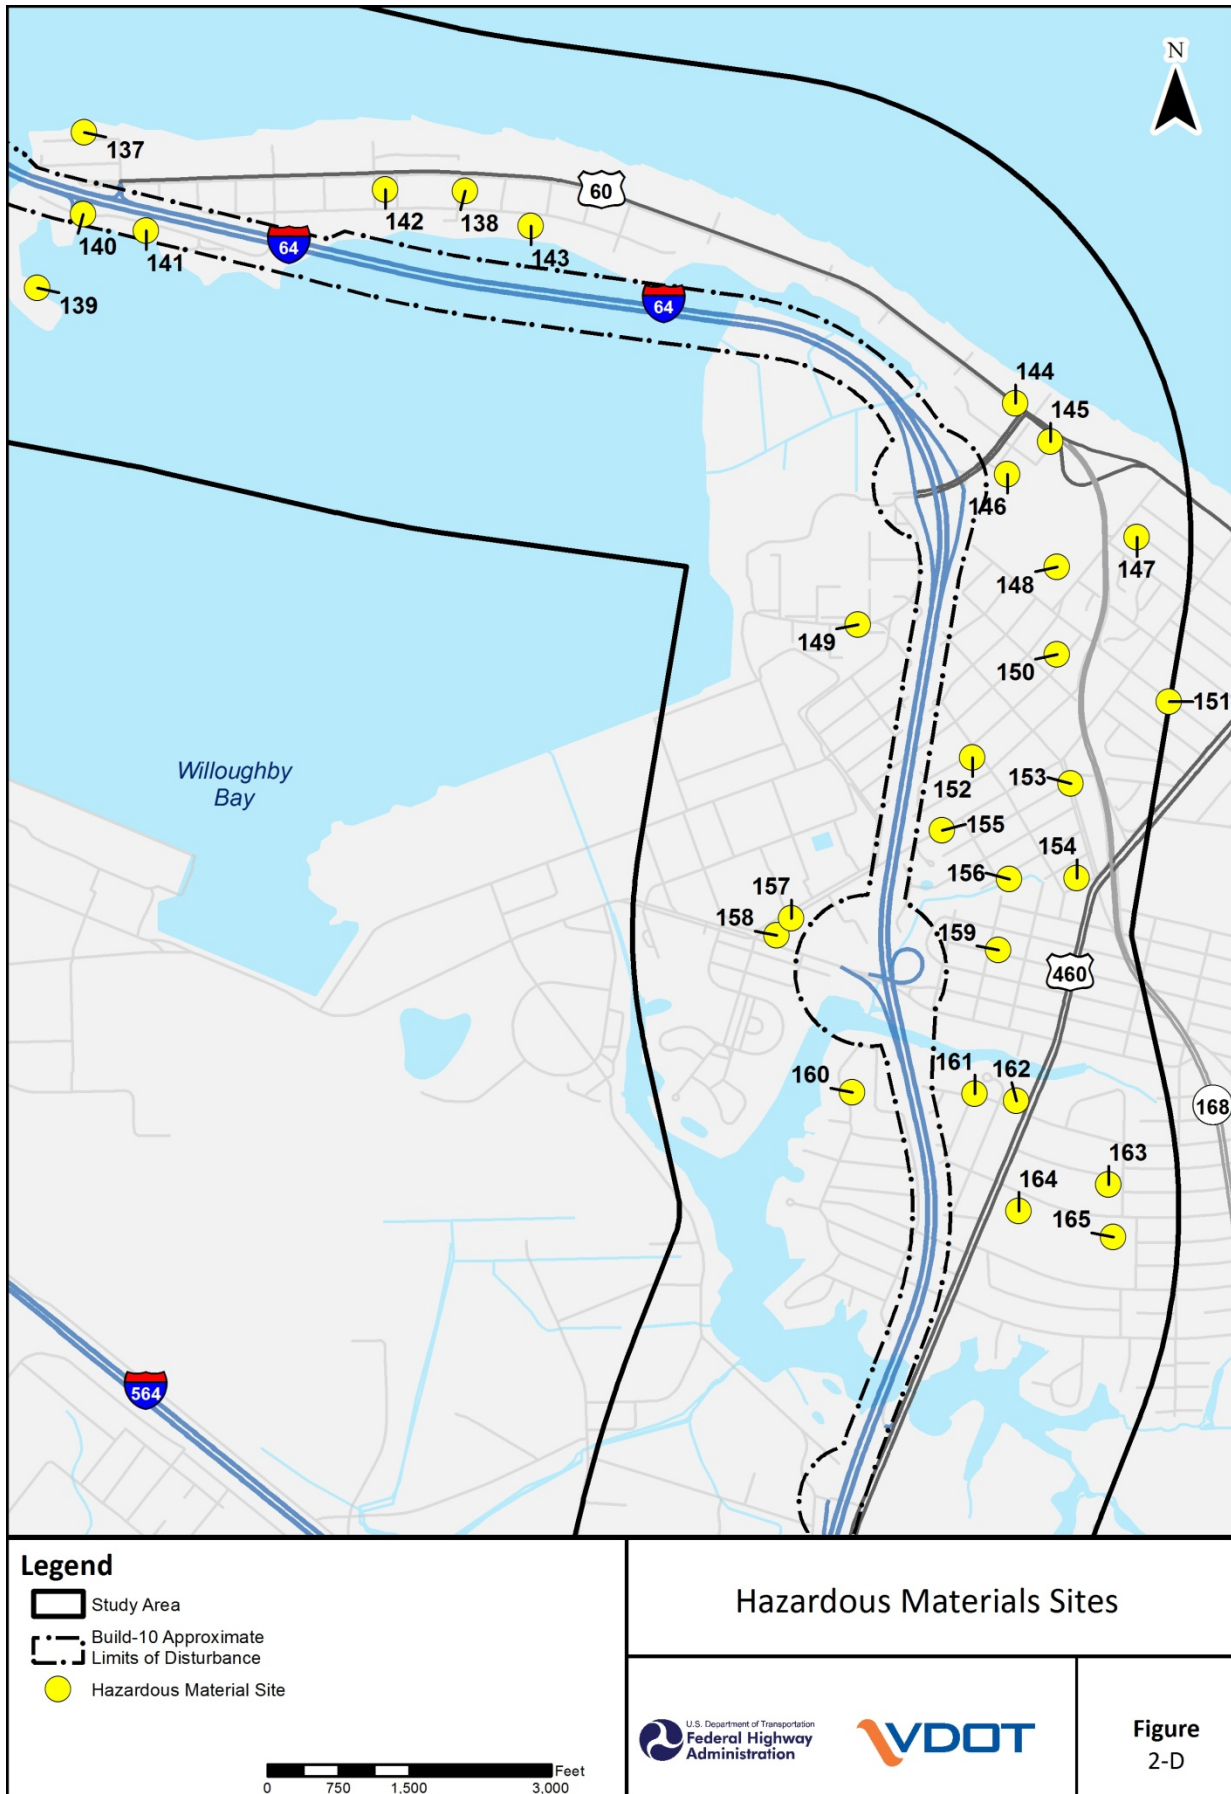 N
137
60
142
138
143
140
141
64
139
64
144
145
146
147
148
149
150
151
Willoughby
Bay
152
153
155
154
156
157
158
159
460
160
161
162
168
163
164
165
564
Legend
Study Area
Build-10 Approximate
Limits of Disturbance
Hazardous Material Site
Feet
0 750 1,500 3,000
Hazardous Materials Sites
U.S. Department of Transportation
Federal Highway
Administration
VDOT
Figure
2-D